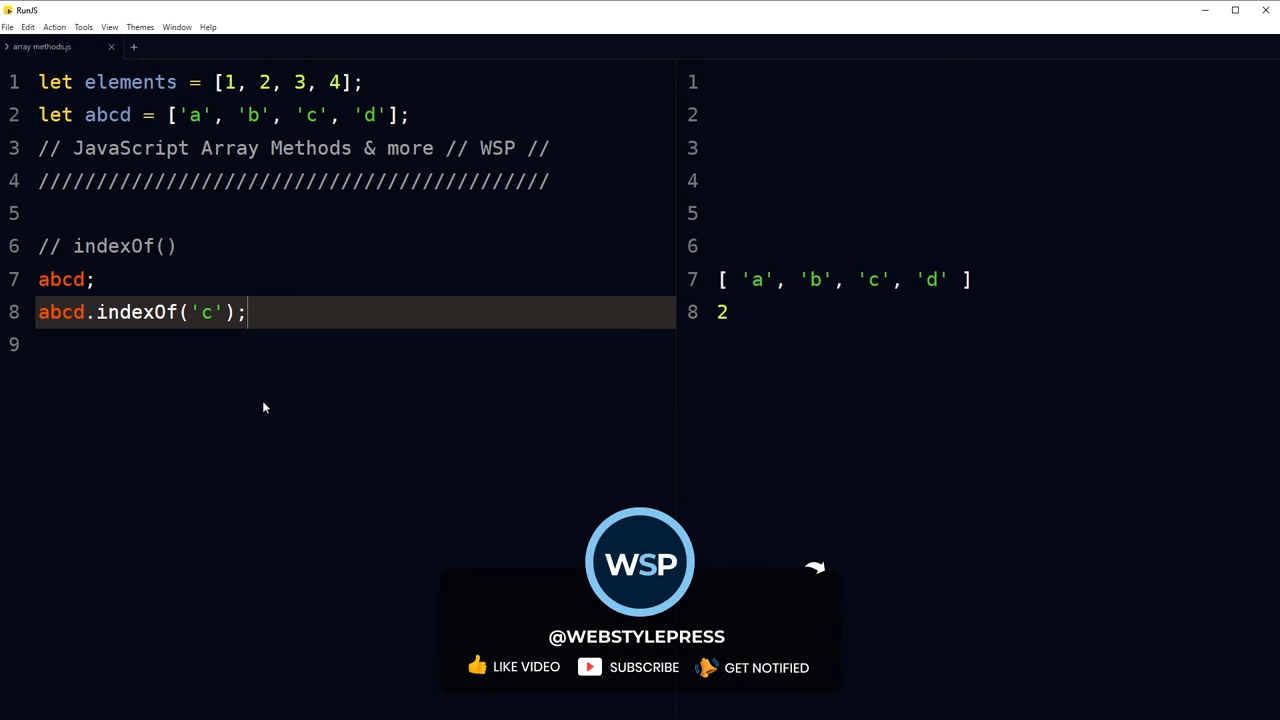 RunJS
File Edit Action Tools View Themes Window Help
array methods.js
1 let elements = [1, 2, 3, 4];
2 let abcd = ['a', 'b', 'c', 'd'];
3 // JavaScript Array Methods & more // WSP //
4 ////////////////////////////////////////////
5
6 // indexOf()
7 abcd;
8 abcd.indexOf('c');
9
1
2
3
4
5
6
7 [ 'a', 'b', 'c', 'd' ]
8 2
WSP
@WEBSTYLEPRESS
LIKE VIDEO SUBSCRIBE GET NOTIFIED